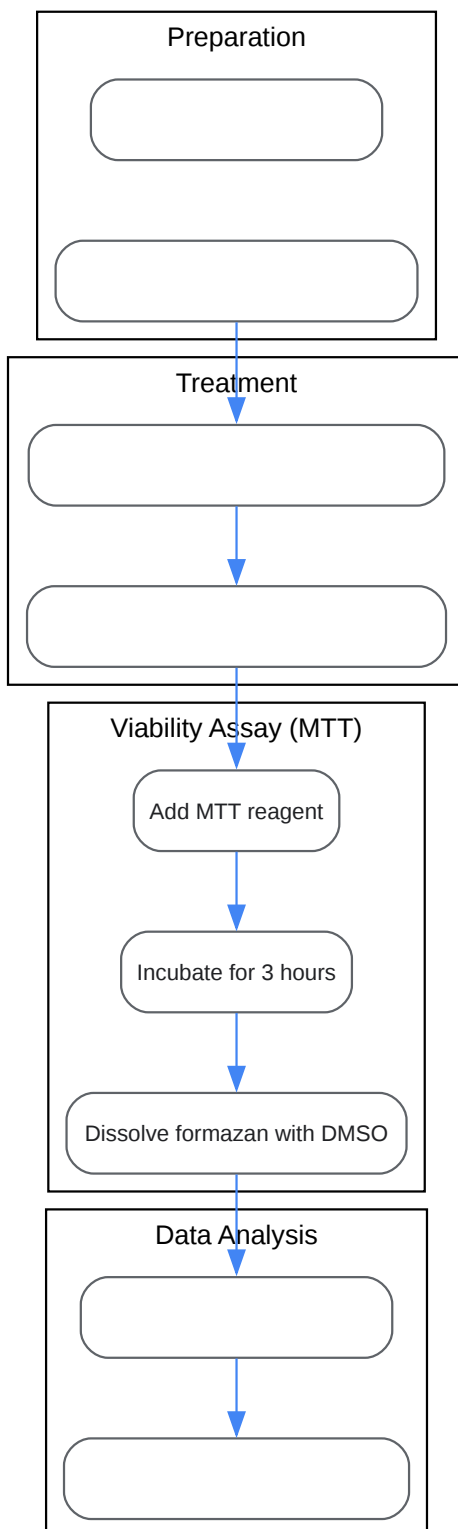 Preparation
Treatment
Viability Assay (MTT)
Add MTT reagent
Incubate for 3 hours
Dissolve formazan with DMSO
Data Analysis